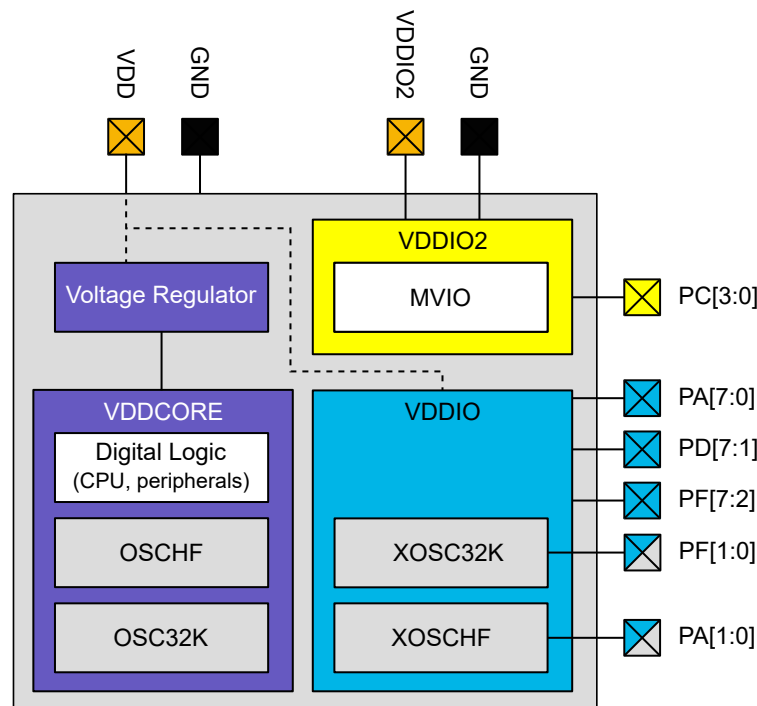 VDD
GND
VDDIO2
GND
VDDIO2
MVIO
Voltage Regulator
PC[3:0]
VDDCORE
Digital Logic
(CPU, peripherals)
OSCHF
OSC32K
VDDIO
XOSC32K
XOSCHF
PA[7:0]
PD[7:1]
PF[7:2]
PF[1:0]
PA[1:0]